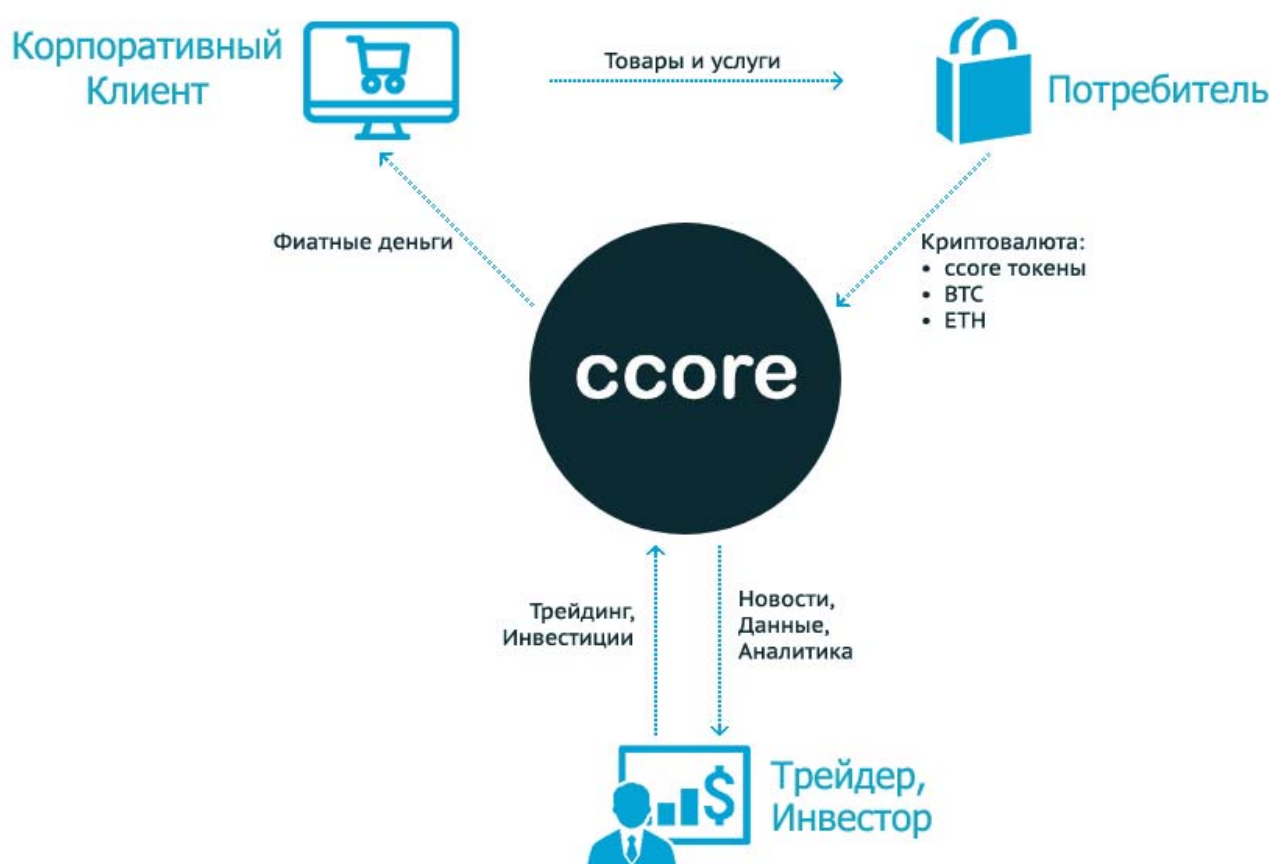 Корпоративный
Клиент
Товары и услуги
Потребитель
Фиатные деньги
Криптовалюта:
• ccore токены
• BTC
• ETH
ccore
Трейдинг,
Инвестиции
Новости,
Данные,
Аналитика
$
Трейдер,
Инвестор